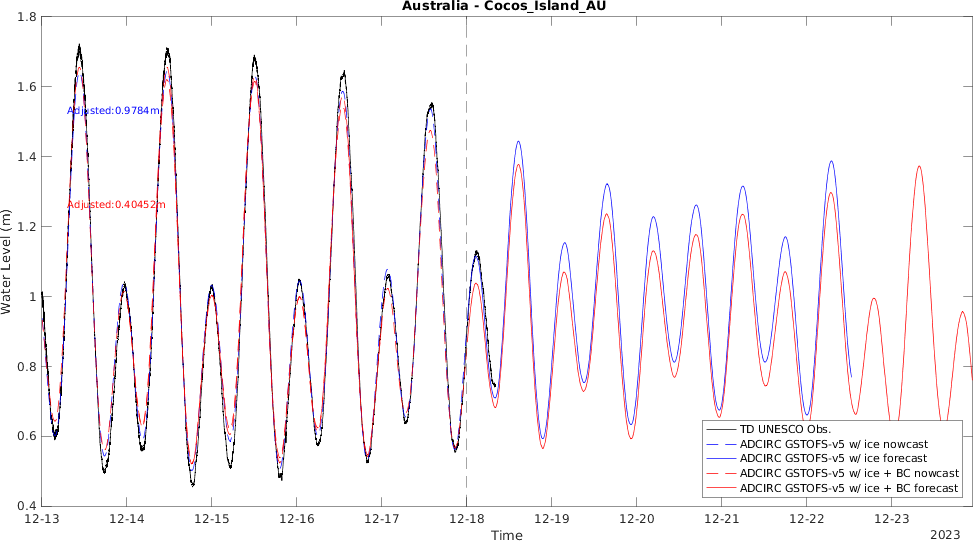 Australia - Cocos_Island_AU
1.8
1.6
1.4
1.2
1
0.8
0.6
0.4
Water Level (m)
Adjusted:0.9784m
Adjusted:0.40452m
TD UNESCO Obs.
ADCIRC GSTOFS-v5 w/ ice nowcast
ADCIRC GSTOFS-v5 w/ ice forecast
ADCIRC GSTOFS-v5 w/ ice + BC nowcast
ADCIRC GSTOFS-v5 w/ ice + BC forecast
12-13 12-14 12-15 12-16 12-17 12-18 12-19 12-20 12-21 12-22 12-23
Time
2023